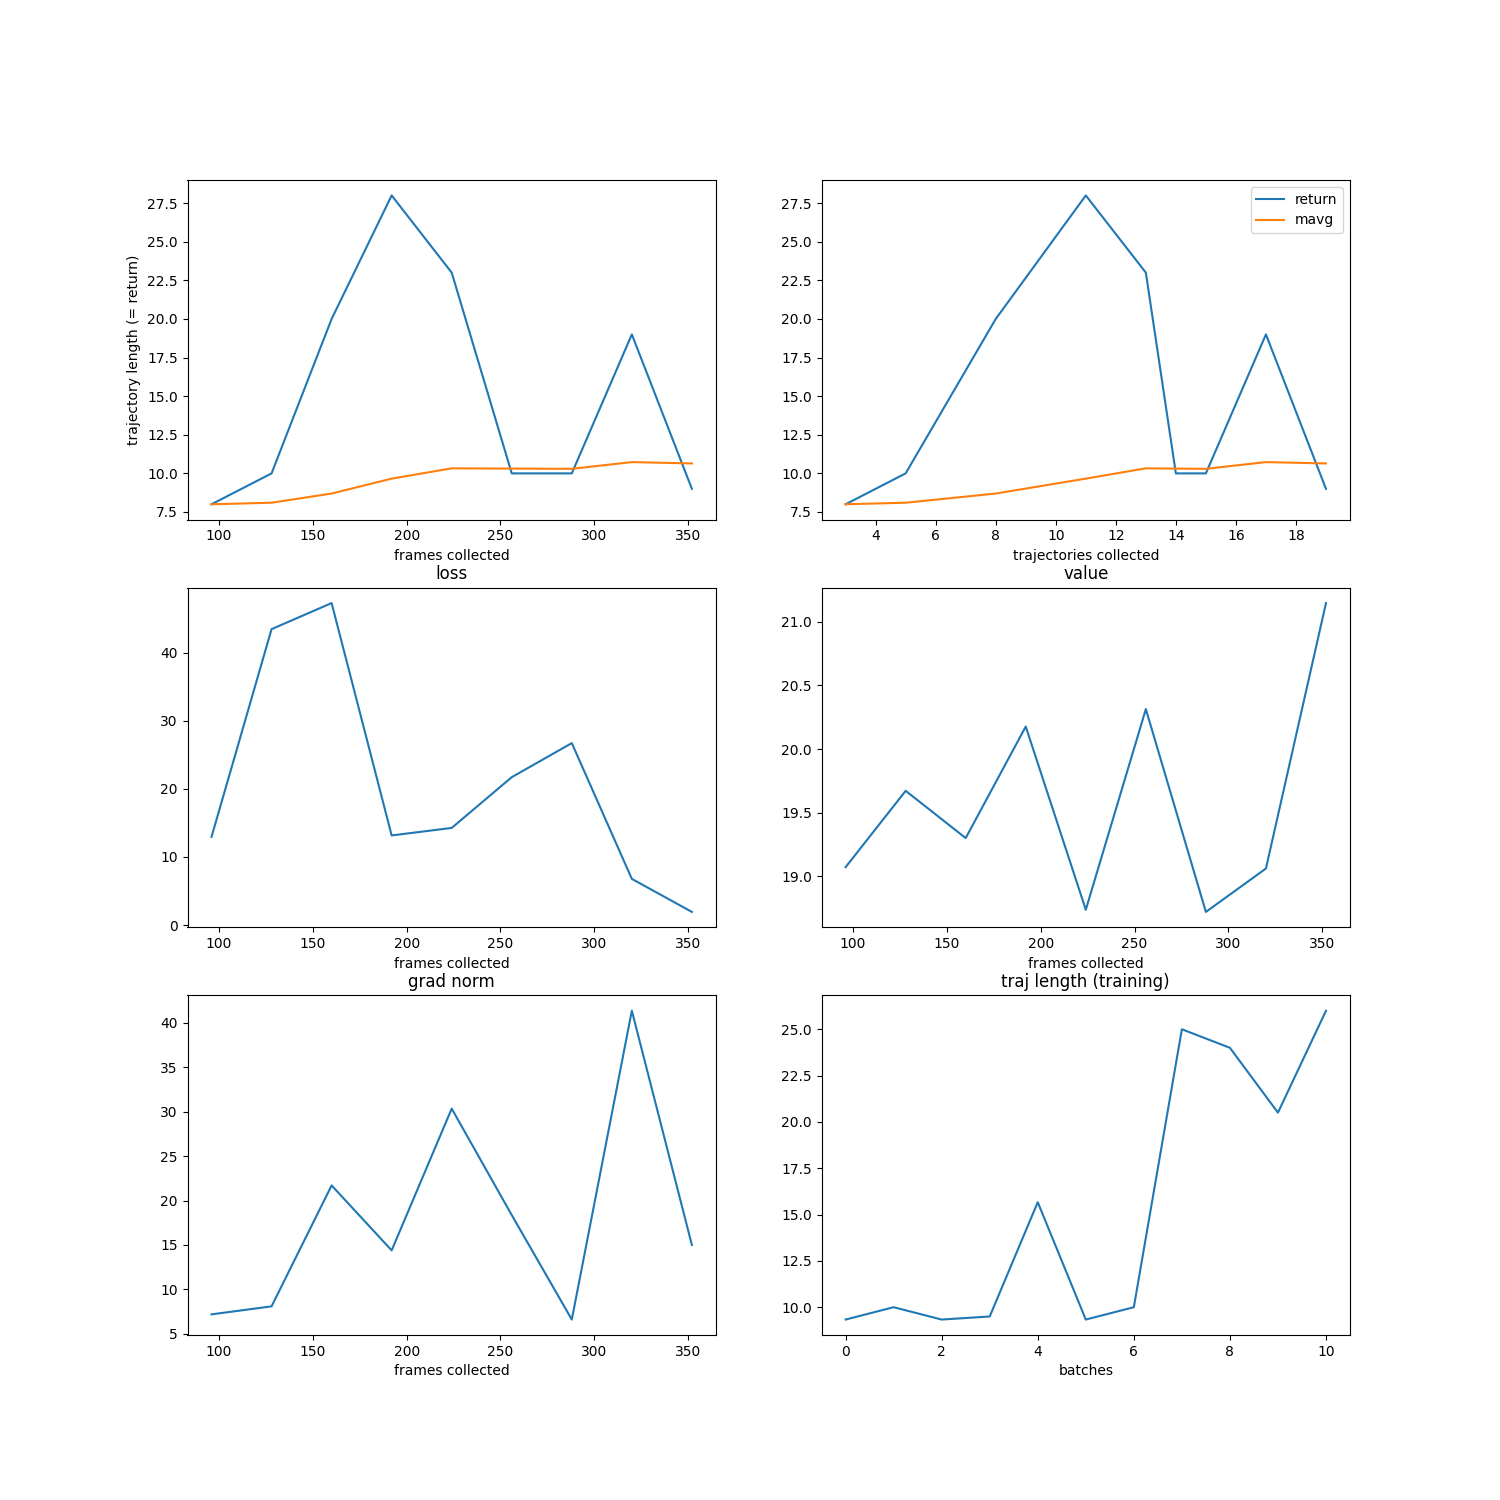 27.5
25.0
22.5
20.0
17.5
15.0
12.5
10.0
7.5
trajectory length (= return)
100 150 200 250 300 350
frames collected
return
mavg
27.5
25.0
22.5
20.0
17.5
15.0
12.5
10.0
7.5
4 6 8 10 12 14 16 18
trajectories collected
loss
40
30
20
10
0
100 150 200 250 300 350
frames collected
value
21.0
20.5
20.0
19.5
19.0
100 150 200 250 300 350
frames collected
grad norm
40
35
30
25
20
15
10
5
100 150 200 250 300 350
frames collected
traj length (training)
25.0
22.5
20.0
17.5
15.0
12.5
10.0
0 2 4 6 8 10
batches